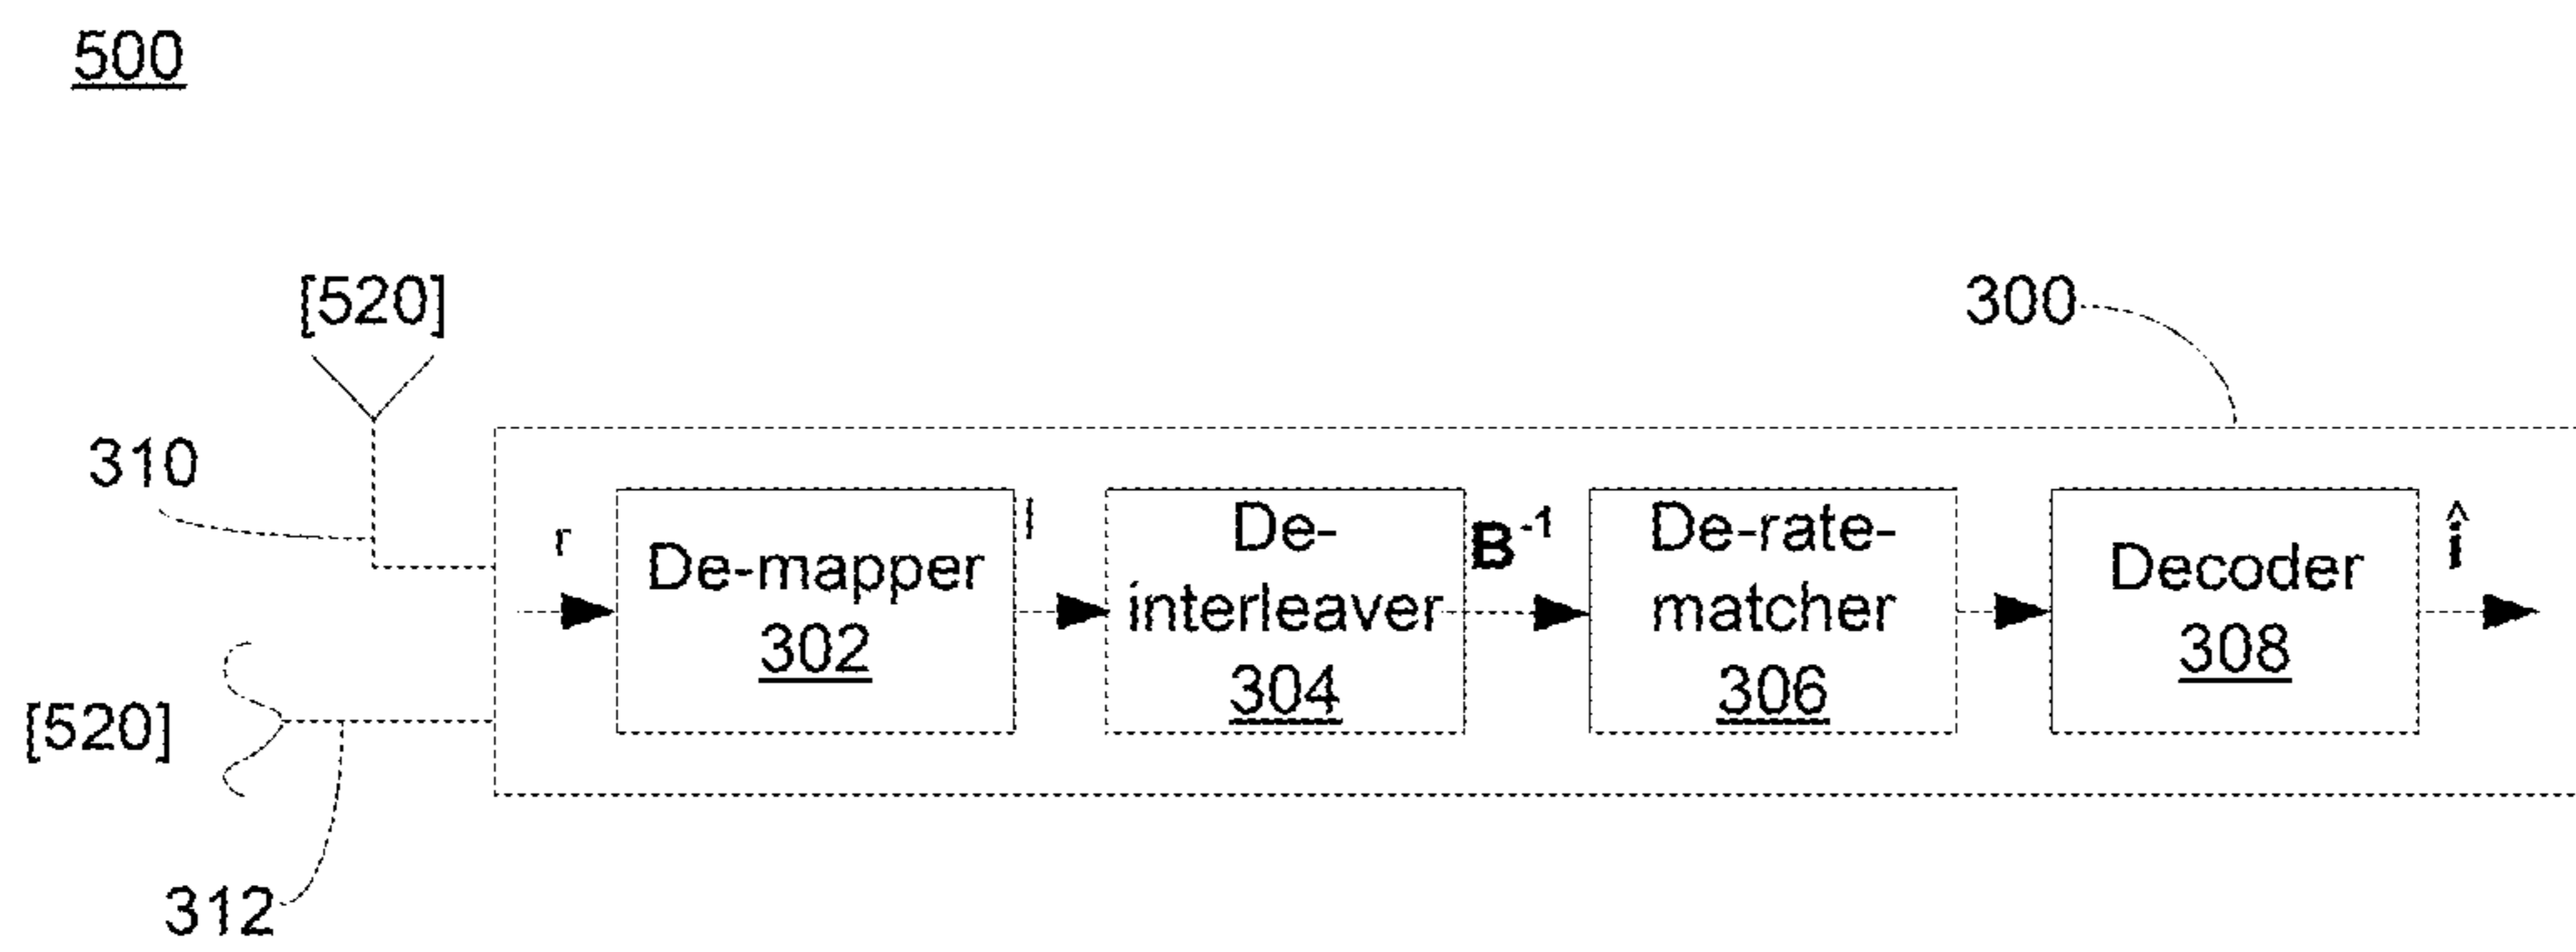 500
[520]
300
310
r
De-mapper
302
l
De-
interleaver
304
B⁻¹
De-rate-
matcher
306
Decoder
308
î
[520]
312